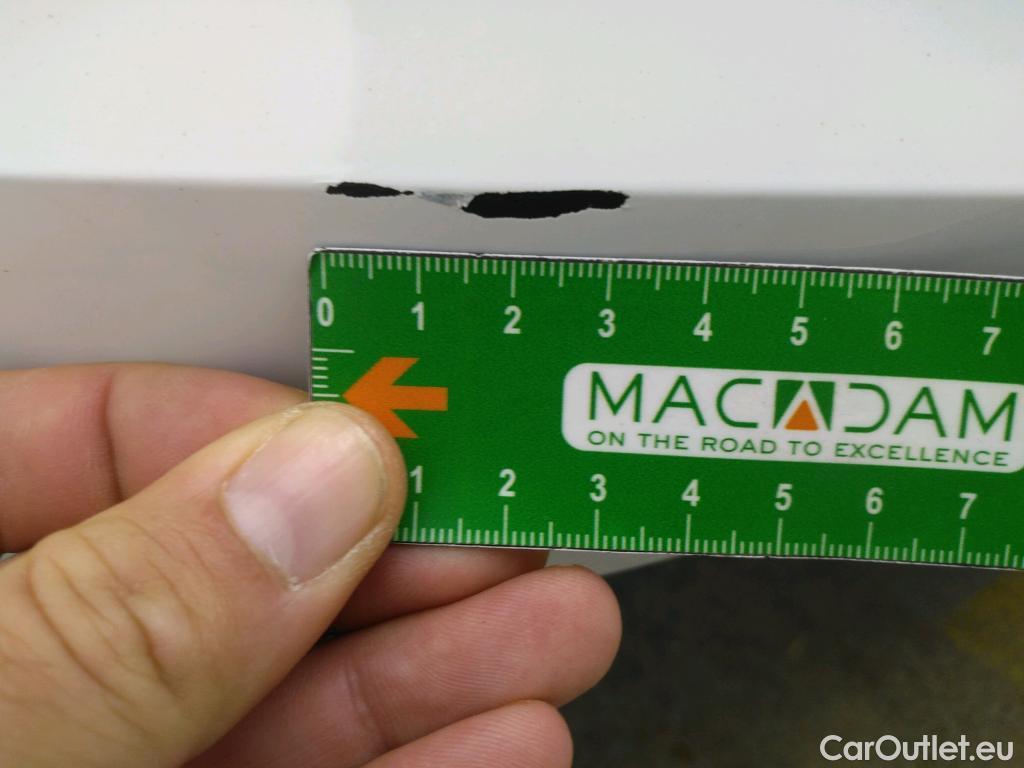 0 1 2 3 4 5 6 7
MACADAM
ON THE ROAD TO EXCELLENCE
1 2 3 4 5 6 7
CarOutlet.eu